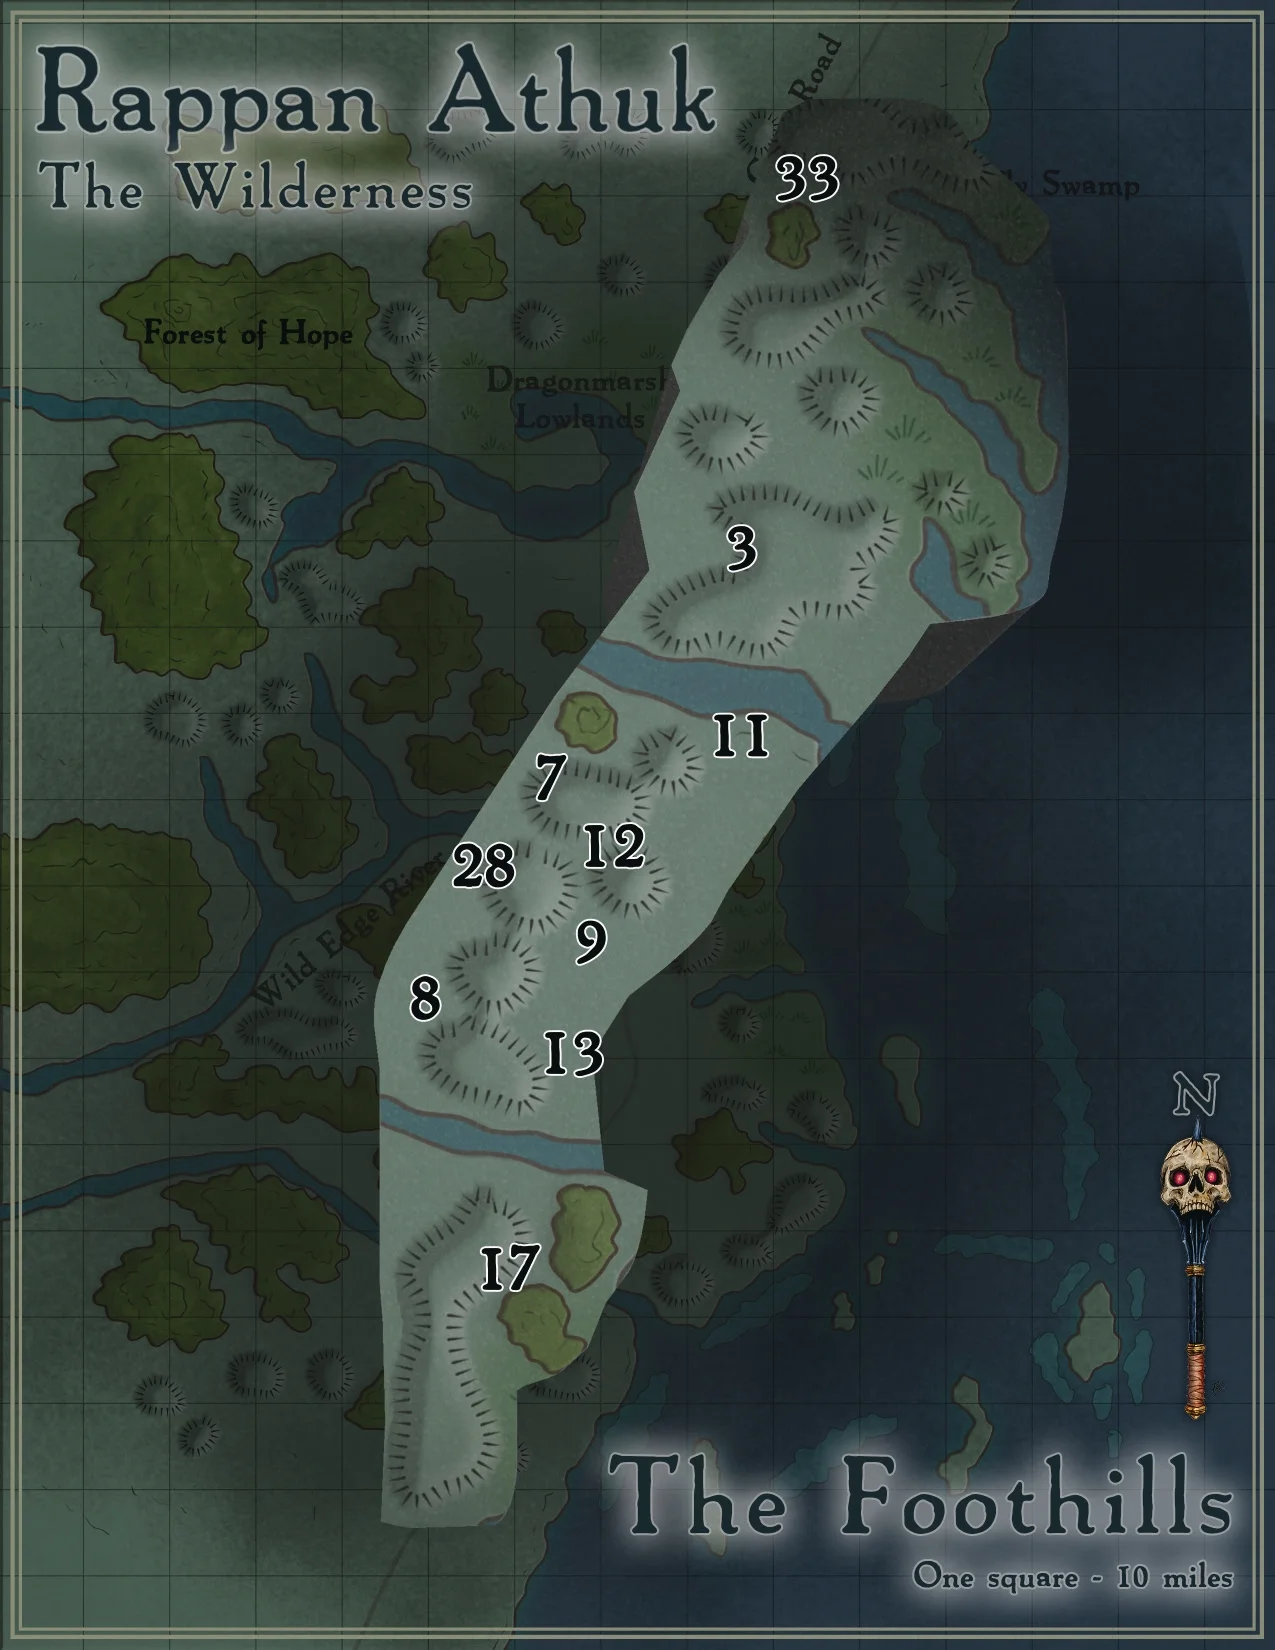 Rappan Athuk
The Wilderness
Road
33
Swamp
Forest of Hope
Dragonmarsh
Lowlands
3
11
7
12
28
9
Wild Edge River
8
13
N
17
The Foothills
One square - 10 miles